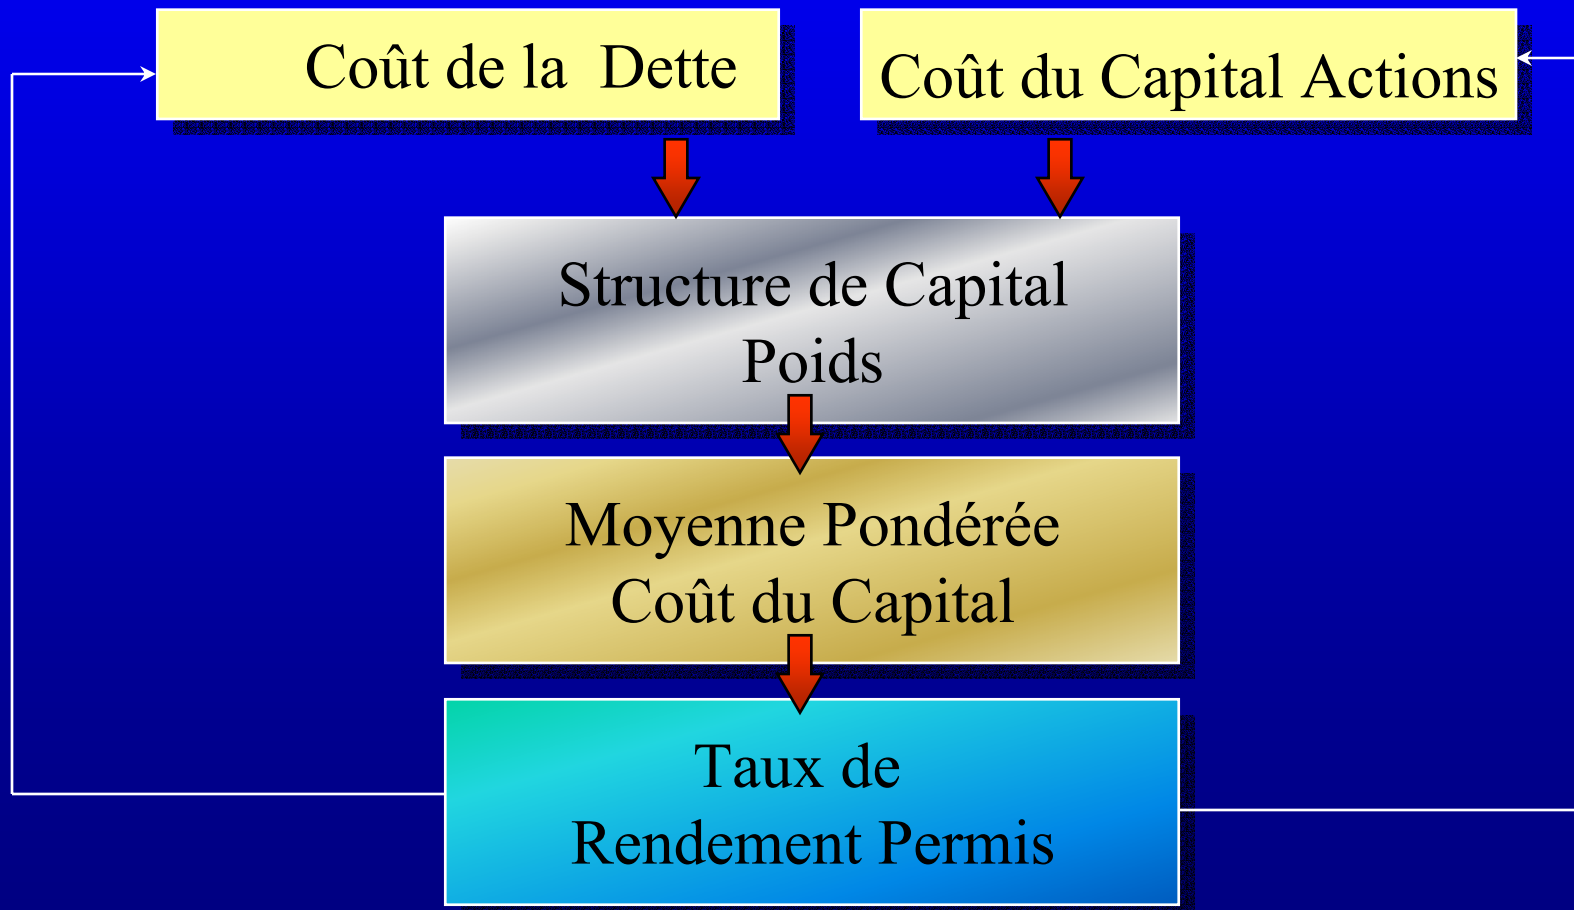 Coût de la Dette
Coût du Capital Actions
Structure de Capital
Poids
Moyenne Pondérée
Coût du Capital
Taux de
Rendement Permis